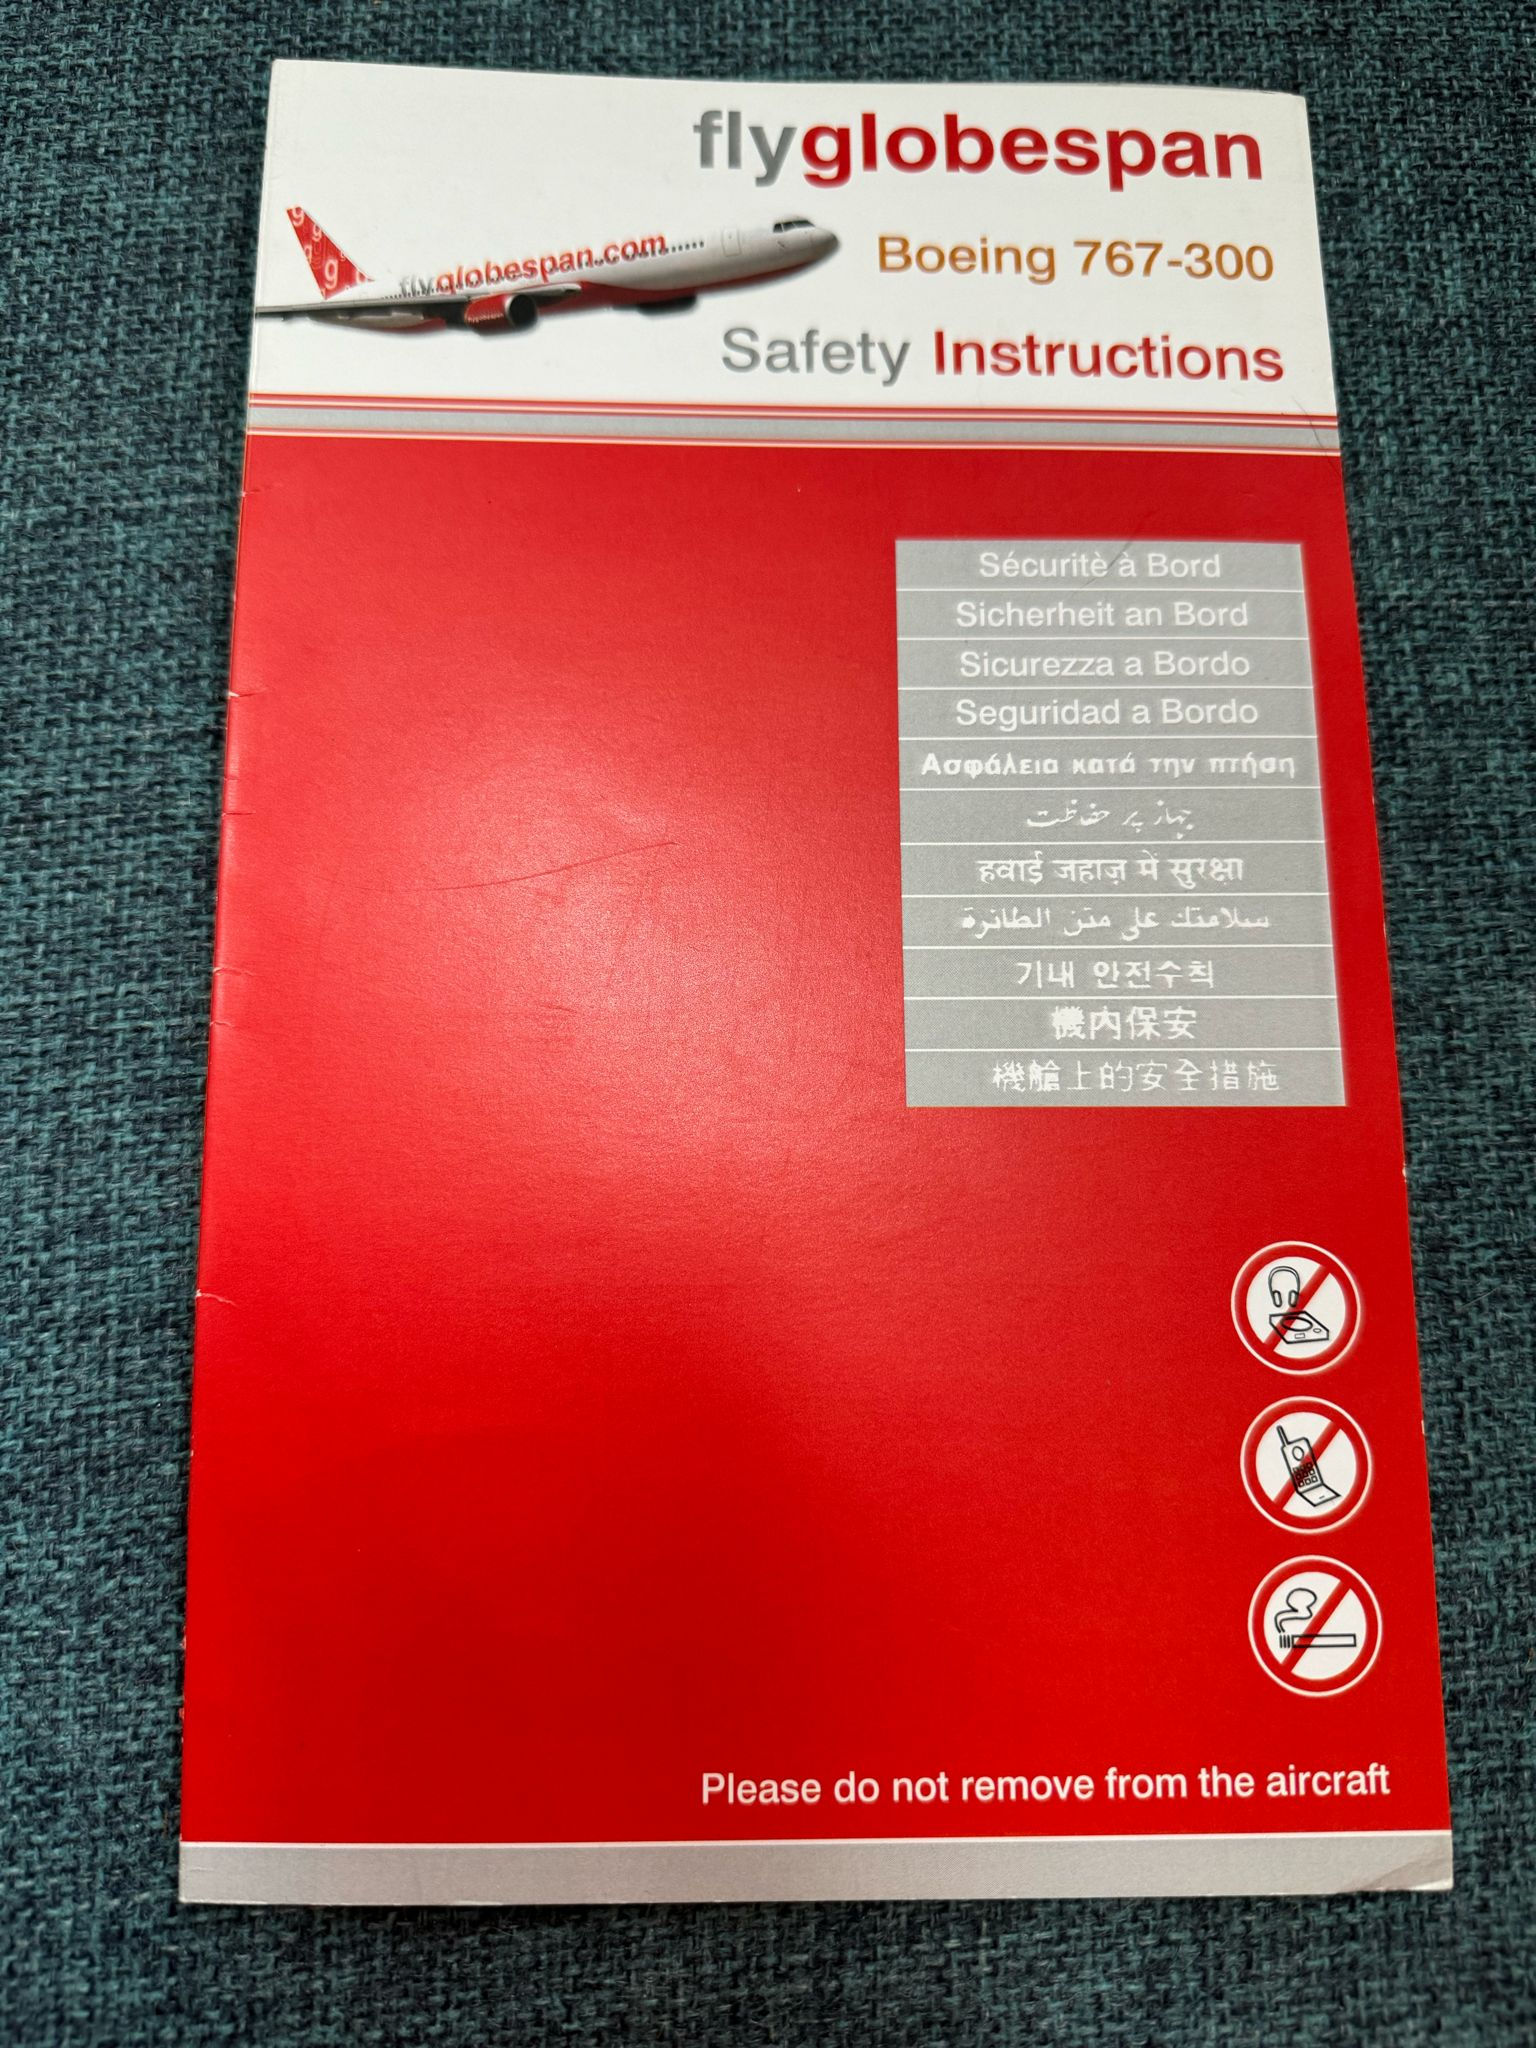 flyglobespan
flyglobespan.com
Boeing 767-300
Safety Instructions
Sécuritè à Bord
Sicherheit an Bord
Sicurezza a Bordo
Seguridad a Bordo
Ασφάλεια κατά την πτήση
جہاز پر حفاظت
हवाई जहाज़ में सुरक्षा
سلامتك على متن الطائرة
기내 안전수칙
機內保安
機艙上的安全措施
Please do not remove from the aircraft